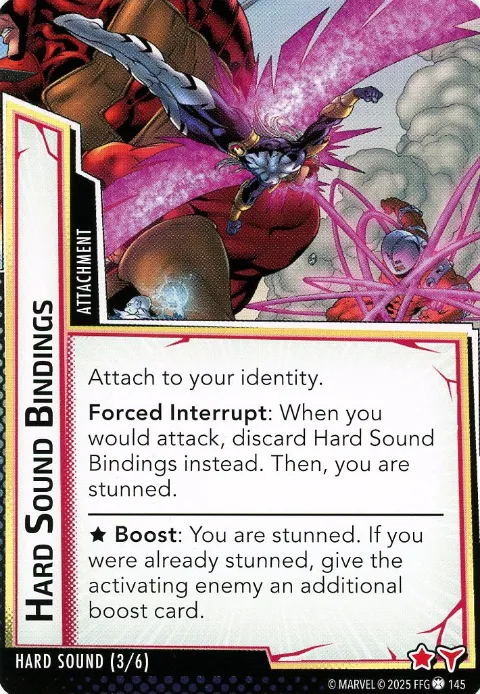 ATTACHMENT
HARD SOUND BINDINGS
Attach to your identity.
Forced Interrupt: When you
would attack, discard Hard Sound
Bindings instead. Then, you are
stunned.
★ Boost: You are stunned. If you
were already stunned, give the
activating enemy an additional
boost card.
HARD SOUND (3/6)
© MARVEL © 2025 FFG 145